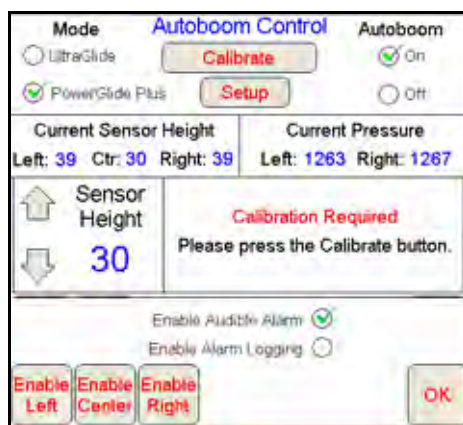 Mode Autoboom Control Autoboom
UltraGlide Calibrate On
PowerGlide Plus Setup Off
Current Sensor Height Current Pressure
Left: 39 Ctr: 30 Right: 39 Left: 1263 Right: 1267
Sensor
Height
30
Calibration Required
Please press the Calibrate button.
Enable Audible Alarm
Enable Alarm Logging
Enable Left Enable Center Enable Right OK